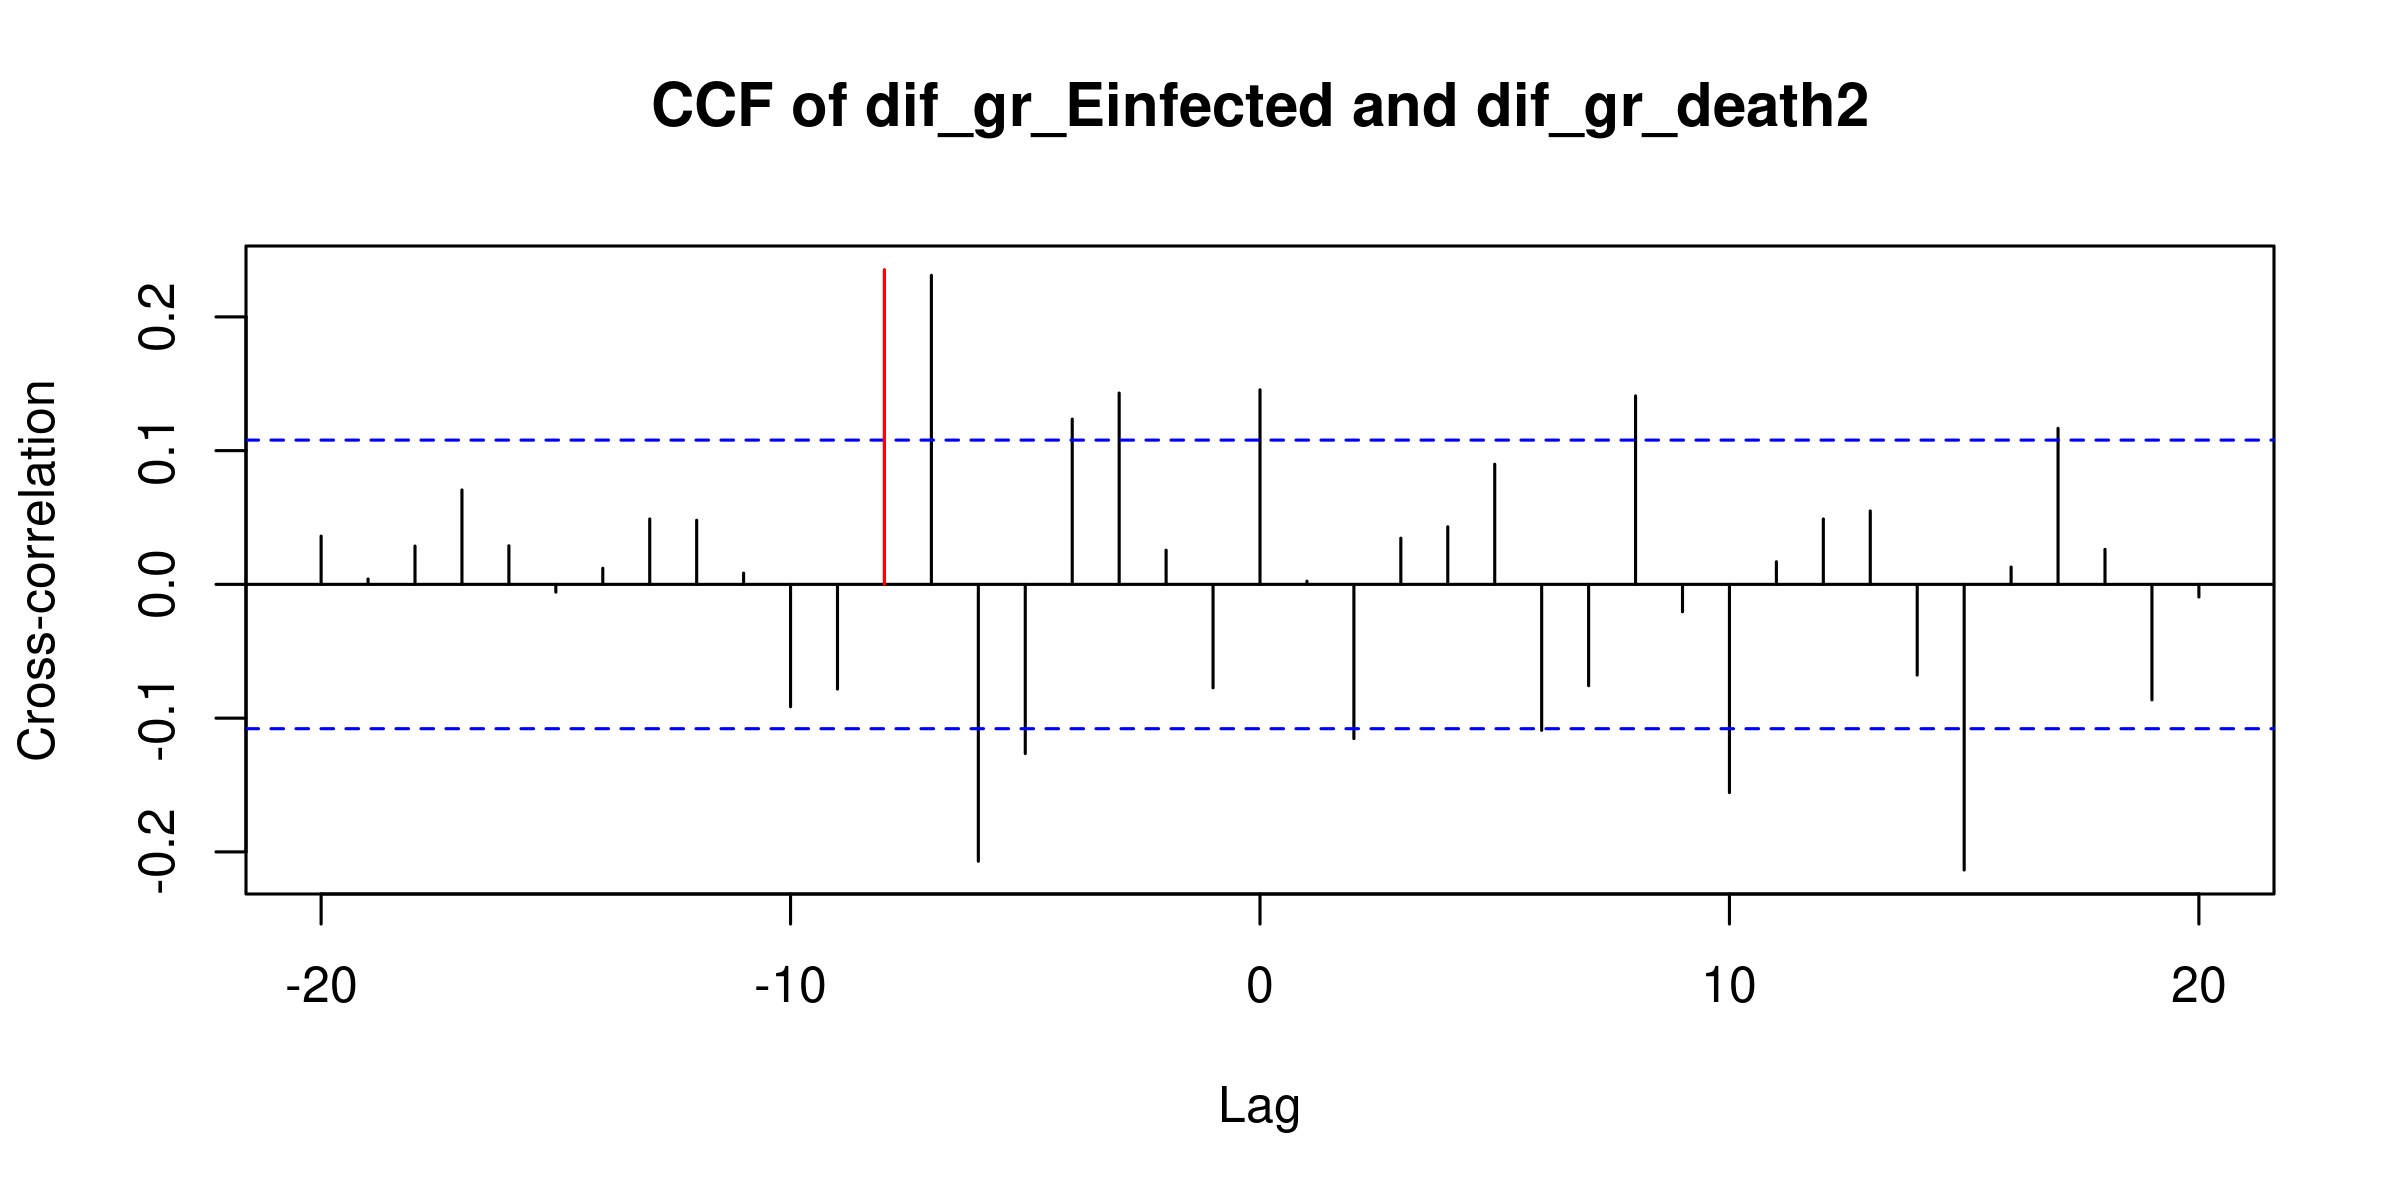 CCF of dif_gr_Einfected and dif_gr_death2
Cross-correlation
0.2
0.1
0.0
-0.1
-0.2
-20 -10 0 10 20
Lag